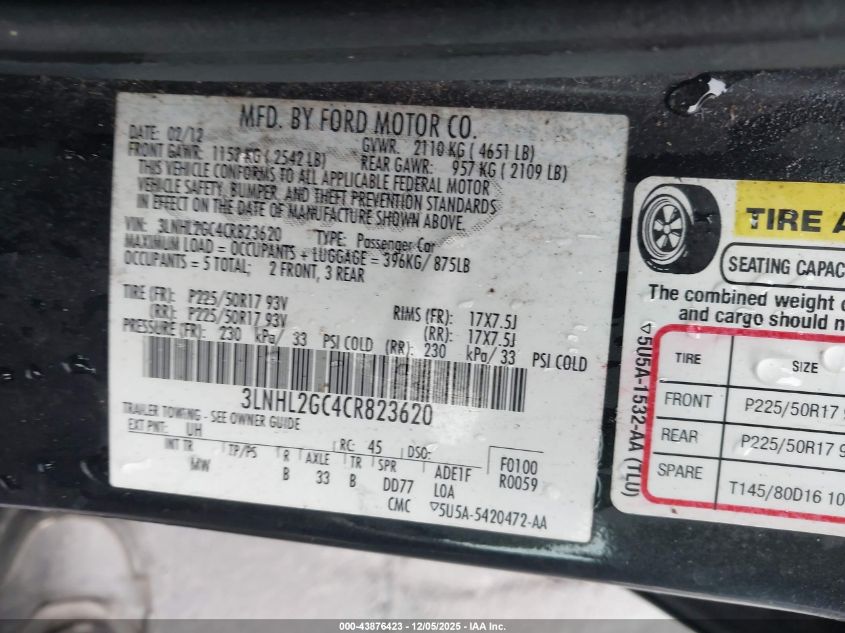 MFD. BY FORD MOTOR CO.
DATE: 02/12
GVWR: 2110 KG ( 4651 LB)
FRONT GAWR: 1153 KG ( 2542 LB)
REAR GAWR: 957 KG ( 2109 LB)
THIS VEHICLE CONFORMS TO ALL APPLICABLE FEDERAL MOTOR
VEHICLE SAFETY, BUMPER, AND THEFT PREVENTION STANDARDS
IN EFFECT ON THE DATE OF MANUFACTURE SHOWN ABOVE.
VIN: 3LNHL2GC4CR823620 TYPE: Passenger Car
MAXIMUM LOAD = OCCUPANTS + LUGGAGE = 396KG/ 875LB
OCCUPANTS = 5 TOTAL; 2 FRONT, 3 REAR
TIRE (FR): P225/50R17 93V RIMS (FR): 17X7.5J
(RR): P225/50R17 93V (RR): 17X7.5J
PRESSURE (FR): 230 kPa/ 33 PSI COLD (RR): 230 kPa/33 PSI COLD
3LNHL2GC4CR823620
TRAILER TOWING - SEE OWNER GUIDE
EXT PNT: UH RC: 45 DSO:
INT TR TP/PS R AXLE TR SPR ADETF F0100
MW B 33 B DD77 LOA R0059
CMC ▽5U5A-5420472-AA
TIRE A
SEATING CAPAC
The combined weight
and cargo should n
▽5U5A-1532-AA (TLU)
TIRE SIZE
FRONT P225/50R17 9
REAR P225/50R17 9
SPARE T145/80D16 10
000-43876423 - 12/05/2025 - IAA Inc.